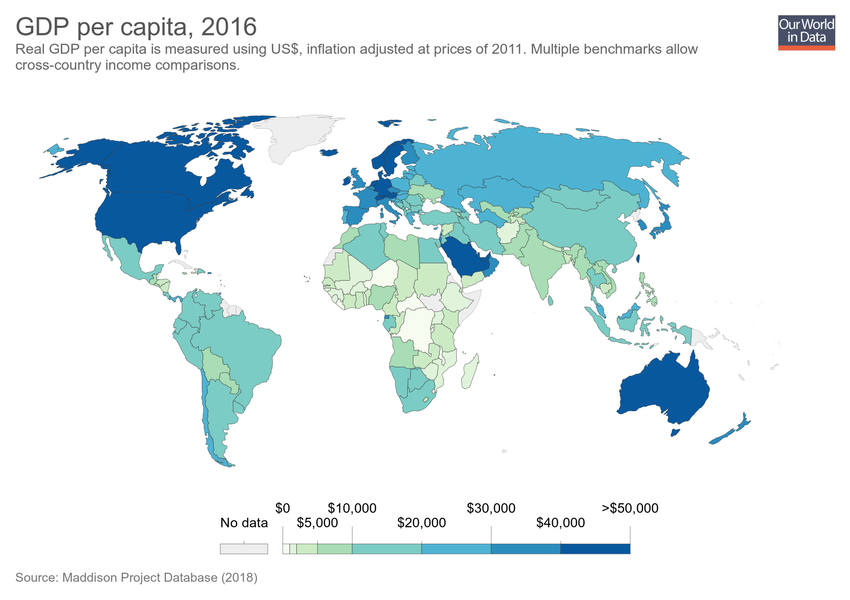 GDP per capita, 2016
Our World
in Data
Real GDP per capita is measured using US$, inflation adjusted at prices of 2011. Multiple benchmarks allow
cross-country income comparisons.
$0 $10,000 $30,000 >$50,000
No data $5,000 $20,000 $40,000
Source: Maddison Project Database (2018)